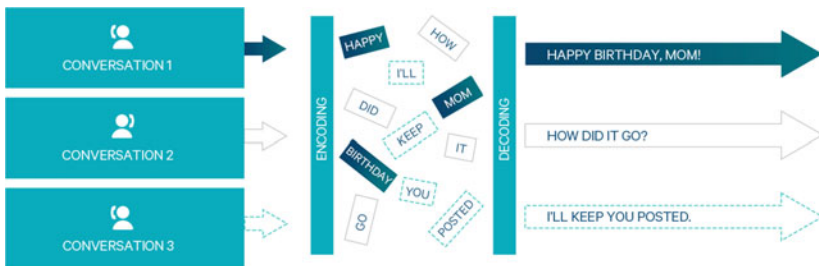 CONVERSATION 1
CONVERSATION 2
CONVERSATION 3
ENCODING
HAPPY
HOW
I'LL
DID
MOM
KEEP
IT
BIRTHDAY
YOU
GO
POSTED
DECODING
HAPPY BIRTHDAY, MOM!
HOW DID IT GO?
I'LL KEEP YOU POSTED.